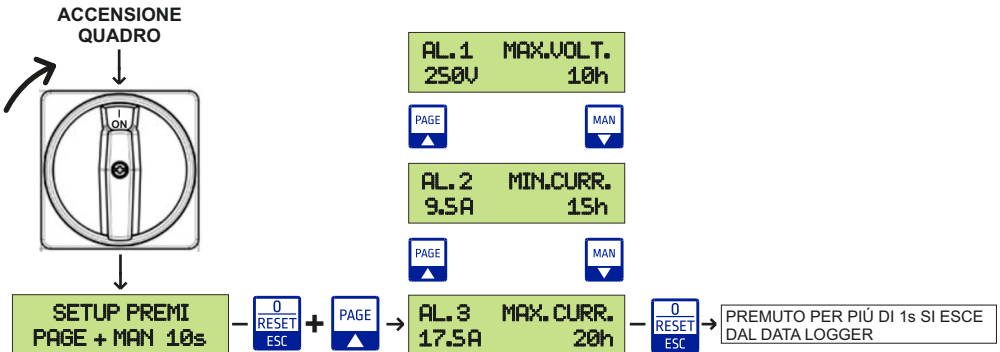 ACCENSIONE
QUADRO
I
ON
SETUP PREMI
PAGE + MAN 10s
0
RESET
ESC
+
PAGE
AL.1 MAX.VOLT.
250V 10h
PAGE
MAN
AL.2 MIN.CURR.
9.5A 15h
PAGE
MAN
AL.3 MAX.CURR.
17.5A 20h
0
RESET
ESC
PREMUTO PER PIÚ DI 1s SI ESCE
DAL DATA LOGGER